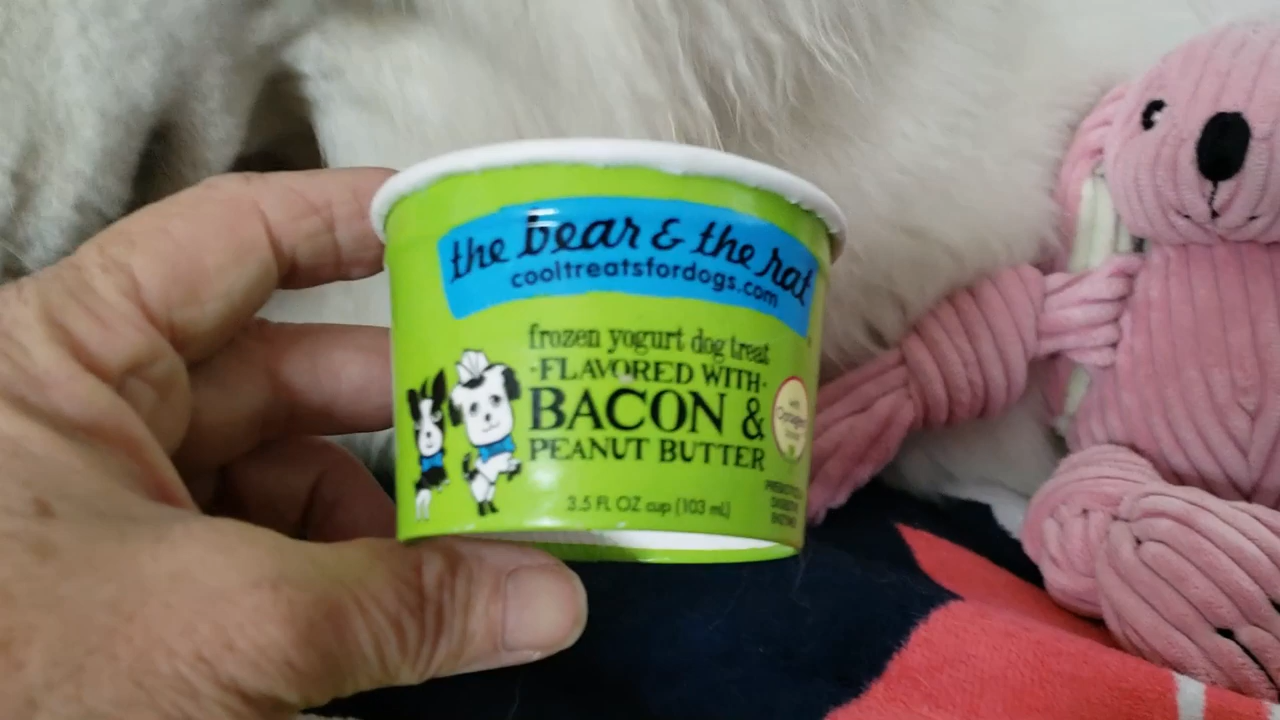 the bear & the rat
cooltreatsfordogs.com
frozen yogurt dog treat
·FLAVORED WITH·
BACON &
PEANUT BUTTER
3.5 FL OZ cup (103 mL)